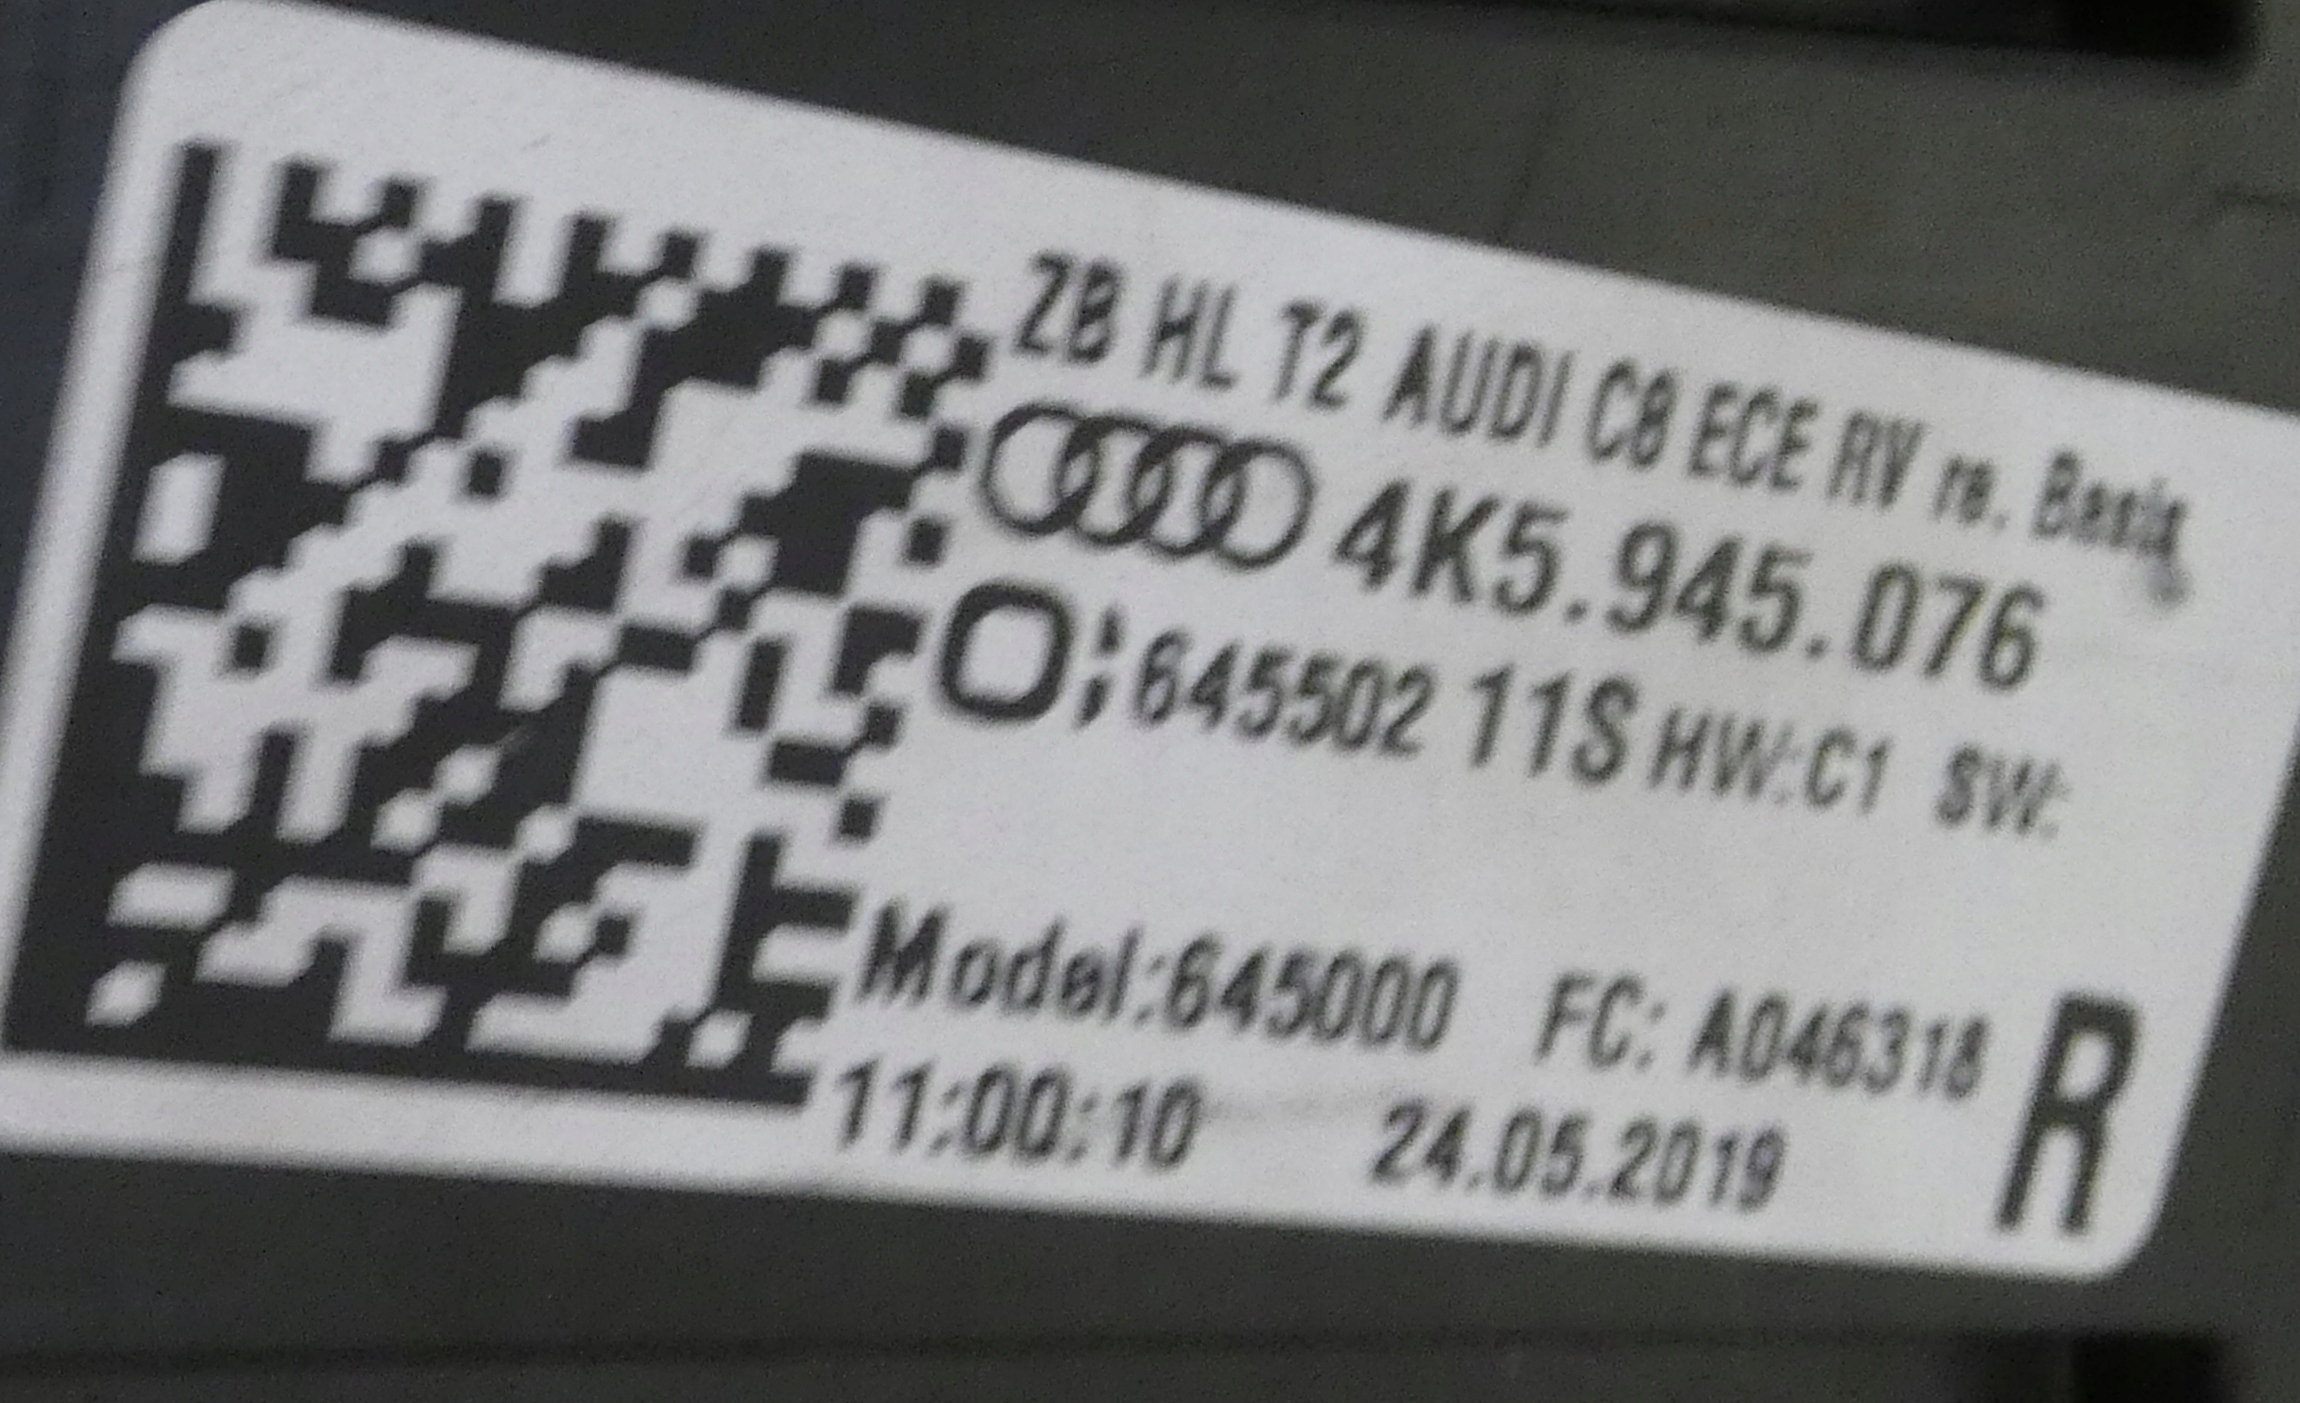 ZB HL T2 AUDI C8 ECE RV re. Basis
4K5.945.076
O;645502 11S HW:C1 SW:
Model:645000 FC: A046318 R
11:00:10 24.05.2019